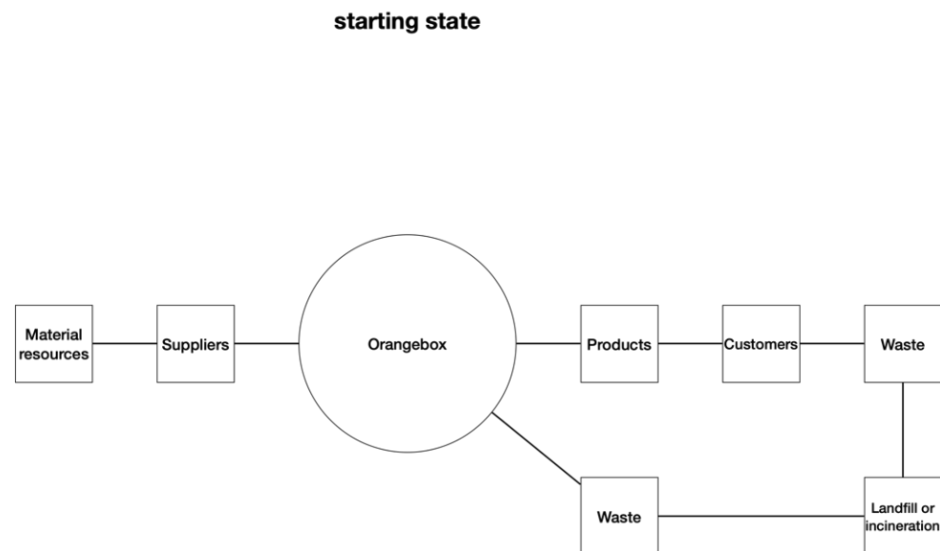 starting state
Material
resources
Suppliers
Orangebox
Products
Customers
Waste
Waste
Landfill or
incineration